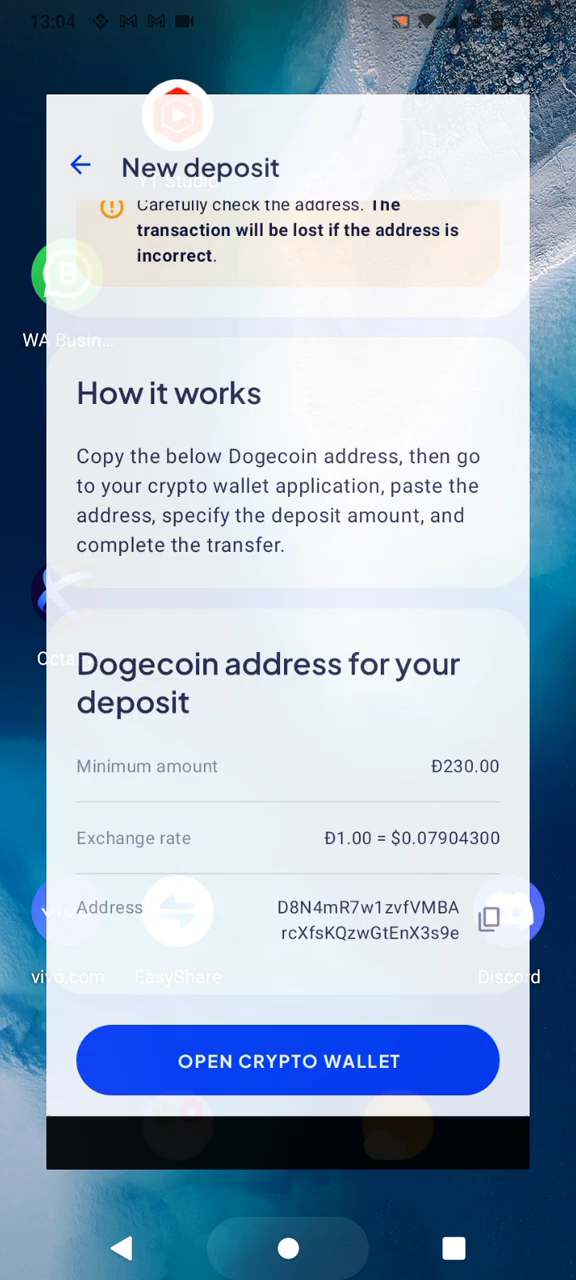 13:04
New deposit
Carefully check the address. The
transaction will be lost if the address is
incorrect.
WA Busin...
How it works
Copy the below Dogecoin address, then go
to your crypto wallet application, paste the
address, specify the deposit amount, and
complete the transfer.
Dogecoin address for your
deposit
Minimum amount Ð230.00
Exchange rate Ð1.00 = $0.07904300
Address D8N4mR7w1zvfVMBA
rcXfsKQzwGtEnX3s9e
vivo.com EasyShare Discord
OPEN CRYPTO WALLET